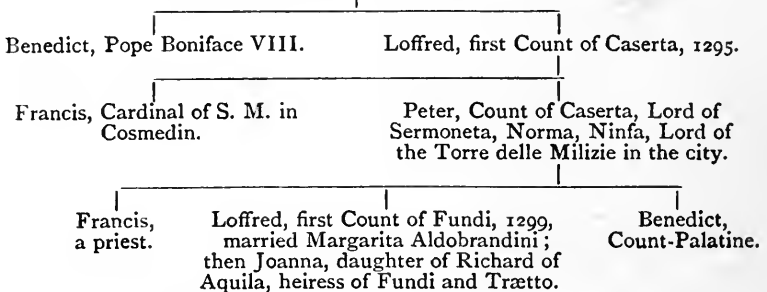 Benedict, Pope Boniface VIII.
Loffred, first Count of Caserta, 1295.
Francis, Cardinal of S. M. in
Cosmedin.
Peter, Count of Caserta, Lord of
Sermoneta, Norma, Ninfa, Lord of
the Torre delle Milizie in the city.
Francis,
a priest.
Loffred, first Count of Fundi, 1299,
married Margarita Aldobrandini;
then Joanna, daughter of Richard of
Aquila, heiress of Fundi and Trætto.
Benedict,
Count-Palatine.